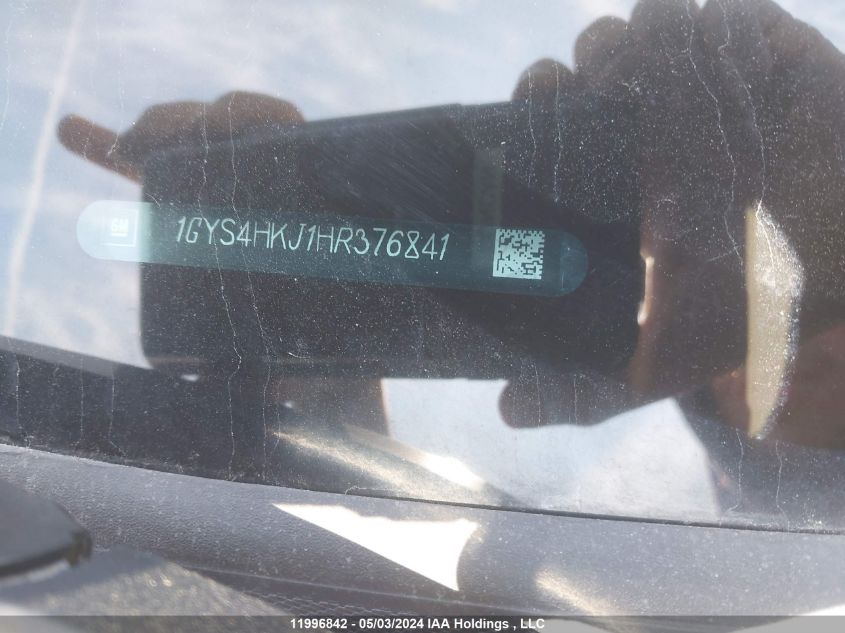 GM 1GYS4HKJ1HR376841
11996842 - 05/03/2024 IAA Holdings , LLC